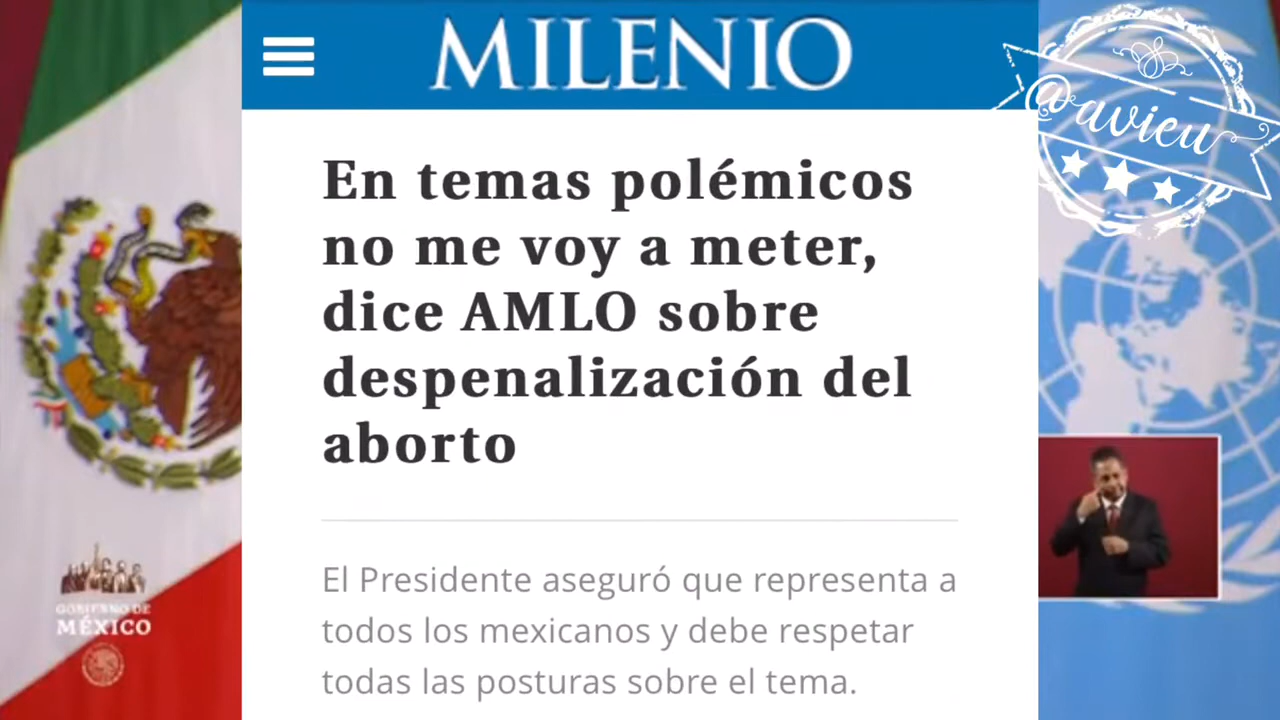 MILENIO
@avieu
En temas polémicos
no me voy a meter,
dice AMLO sobre
despenalización del
aborto
El Presidente aseguró que representa a
todos los mexicanos y debe respetar
todas las posturas sobre el tema.
GOBIERNO DE
MÉXICO